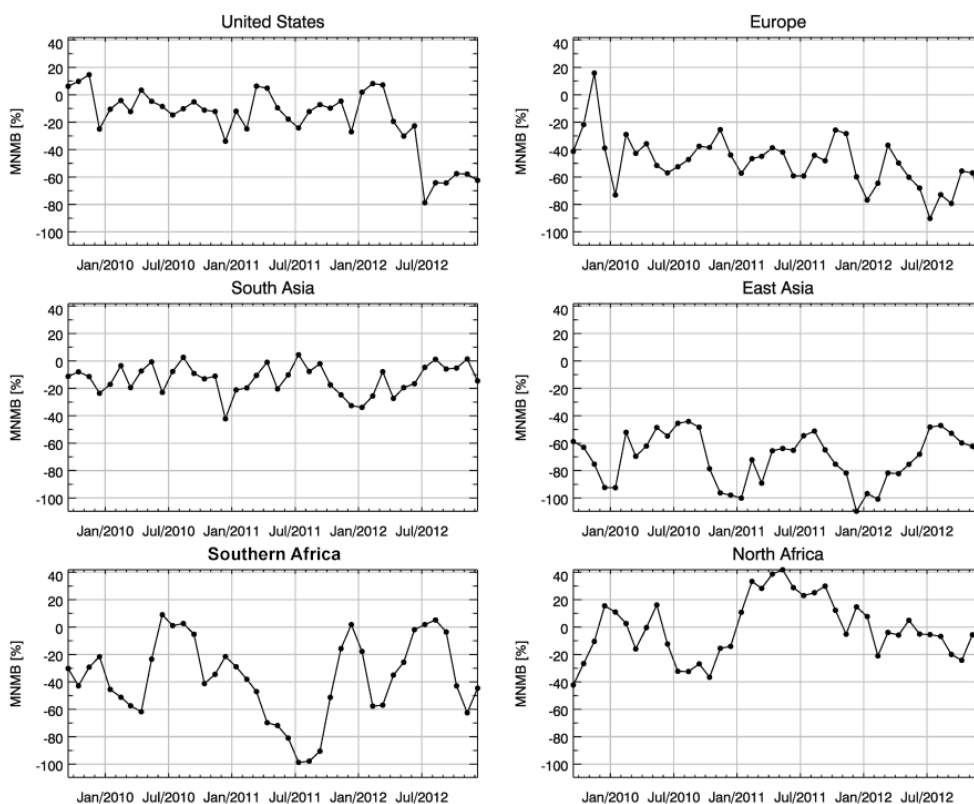 United States
40
20
0
-20
-40
-60
-80
-100
MNMB [%]
Jan/2010 Jul/2010 Jan/2011 Jul/2011 Jan/2012 Jul/2012
Europe
40
20
0
-20
-40
-60
-80
-100
MNMB [%]
Jan/2010 Jul/2010 Jan/2011 Jul/2011 Jan/2012 Jul/2012
South Asia
40
20
0
-20
-40
-60
-80
-100
MNMB [%]
Jan/2010 Jul/2010 Jan/2011 Jul/2011 Jan/2012 Jul/2012
East Asia
40
20
0
-20
-40
-60
-80
-100
MNMB [%]
Jan/2010 Jul/2010 Jan/2011 Jul/2011 Jan/2012 Jul/2012
Southern Africa
40
20
0
-20
-40
-60
-80
-100
MNMB [%]
Jan/2010 Jul/2010 Jan/2011 Jul/2011 Jan/2012 Jul/2012
North Africa
40
20
0
-20
-40
-60
-80
-100
MNMB [%]
Jan/2010 Jul/2010 Jan/2011 Jul/2011 Jan/2012 Jul/2012